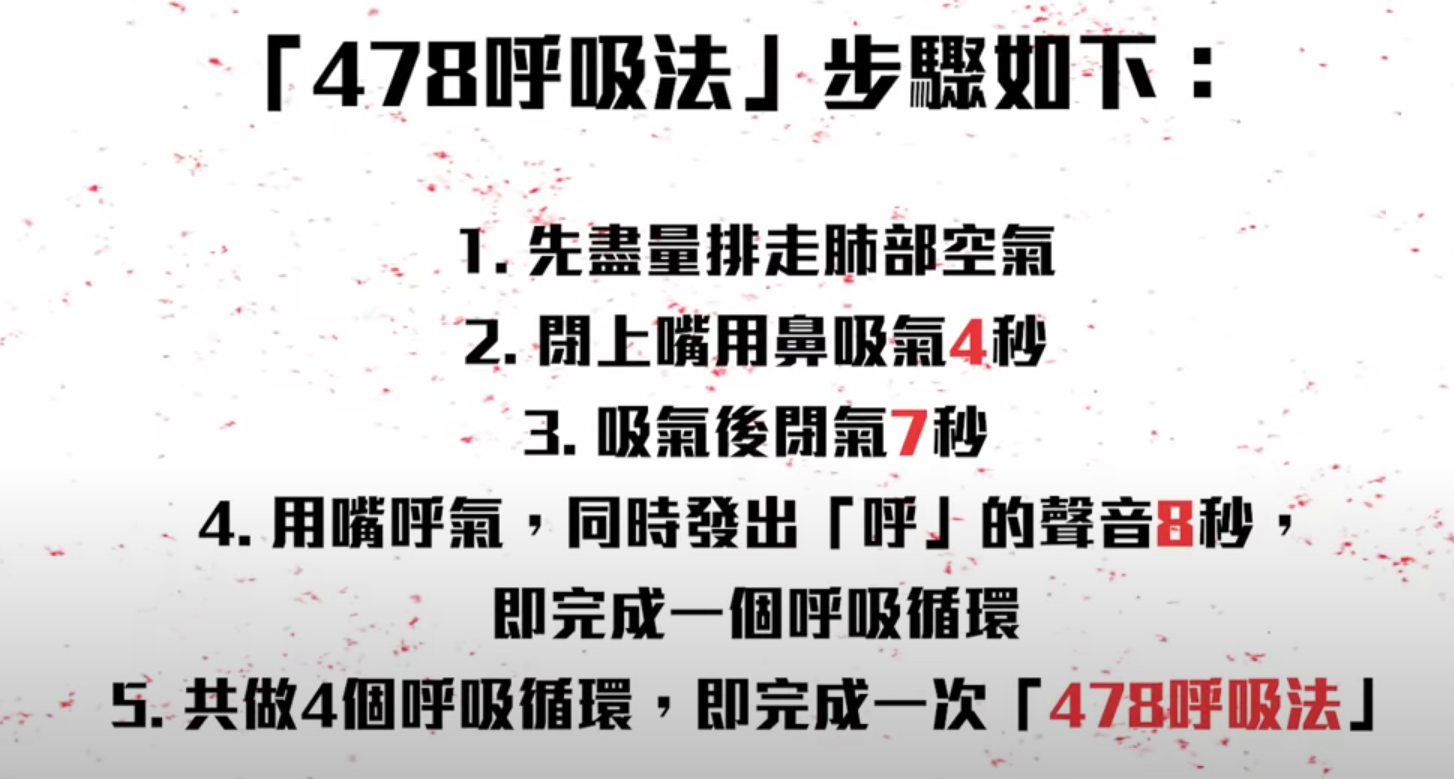 「478呼吸法」步驟如下：
1. 先盡量排走肺部空氣
2. 閉上嘴用鼻吸氣4秒
3. 吸氣後閉氣7秒
4. 用嘴呼氣，同時發出「呼」的聲音8秒，
即完成一個呼吸循環
5. 共做4個呼吸循環，即完成一次「478呼吸法」